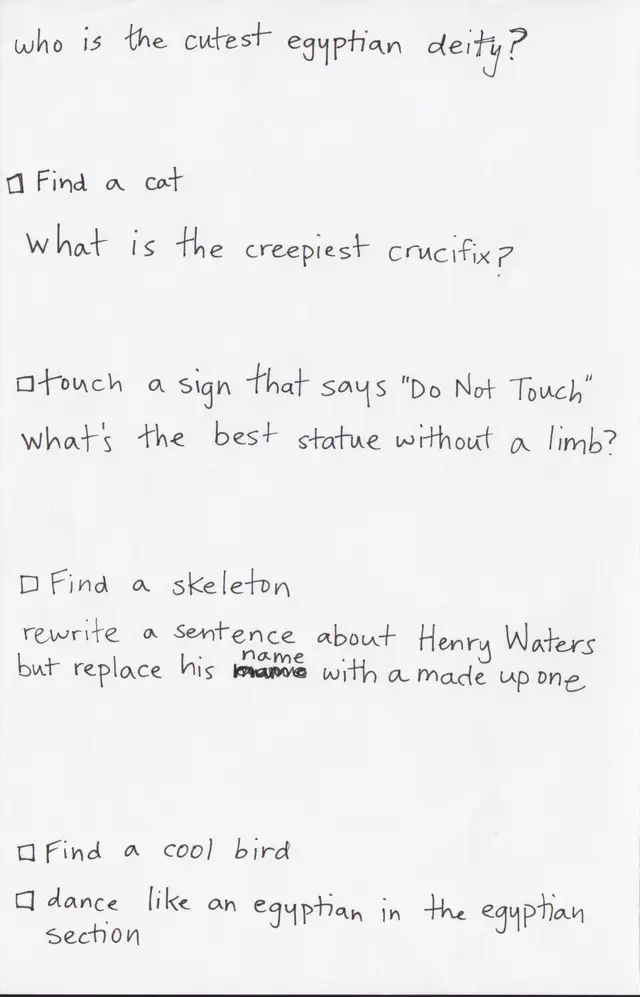 who is the cutest egyptian deity?
□ Find a cat
What is the creepiest crucifix?
□ touch a sign that says "Do Not Touch"
what's the best statue without a limb?
□ Find a skeleton
rewrite a sentence about Henry Waters
but replace his name with a made up one
□ Find a cool bird
□ dance like an egyptian in the egyptian
section